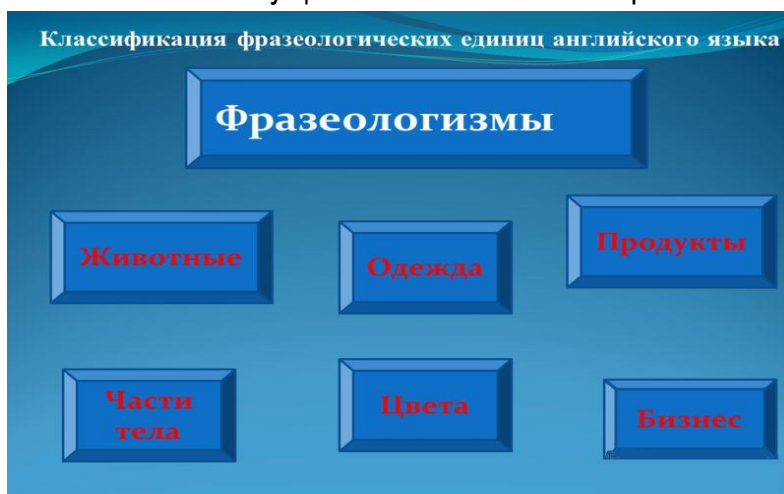 Классификация фразеологических единиц английского языка
Фразеологизмы
Животные
Одежда
Продукты
Части
тела
Цвета
Бизнес